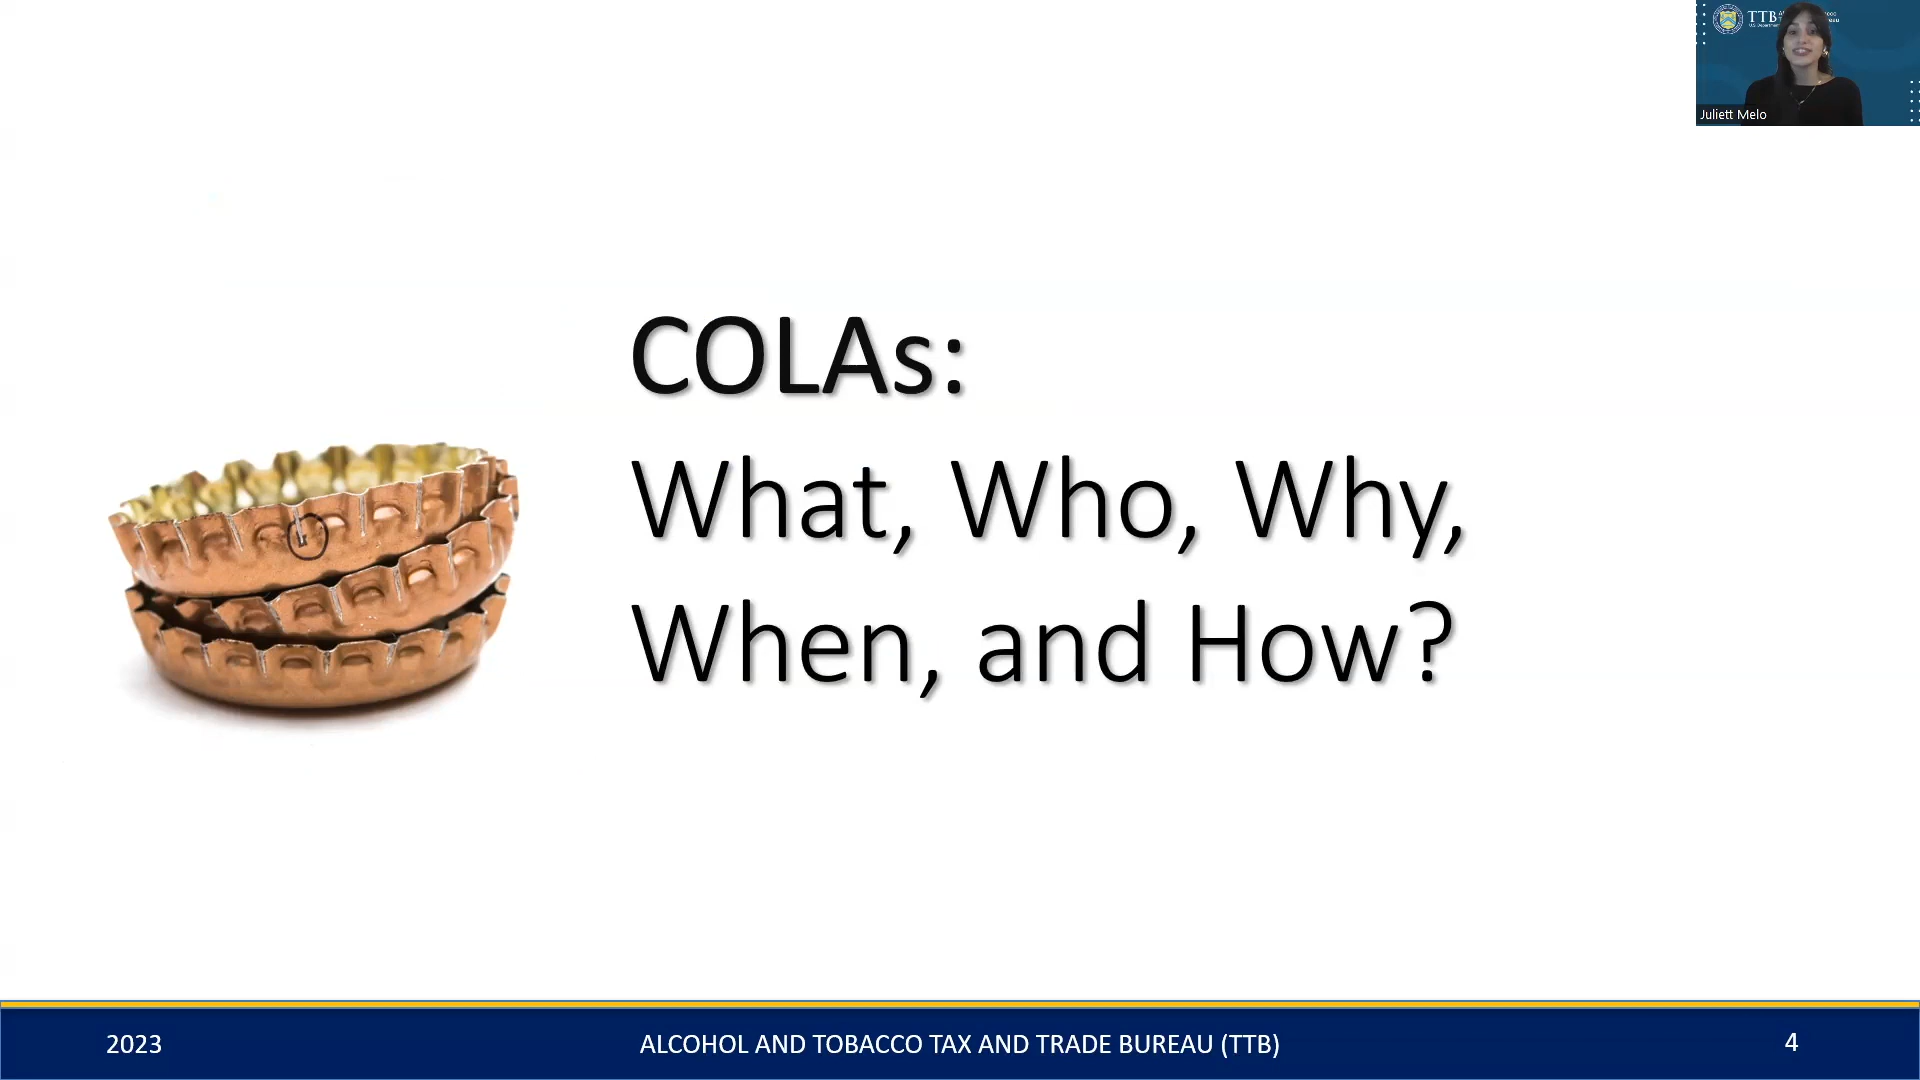 TTB
Juliett Melo
COLAs:
What, Who, Why,
When, and How?
2023
ALCOHOL AND TOBACCO TAX AND TRADE BUREAU (TTB)
4